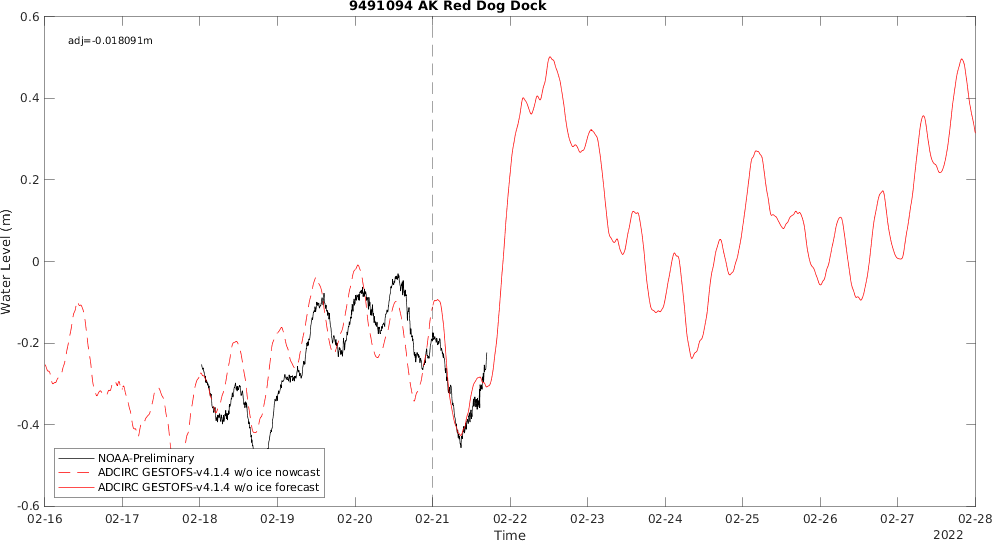 9491094 AK Red Dog Dock
adj=-0.018091m
0.6
0.4
0.2
0
-0.2
-0.4
-0.6
Water Level (m)
NOAA-Preliminary
ADCIRC GESTOFS-v4.1.4 w/o ice nowcast
ADCIRC GESTOFS-v4.1.4 w/o ice forecast
02-16 02-17 02-18 02-19 02-20 02-21 02-22 02-23 02-24 02-25 02-26 02-27 02-28
Time
2022